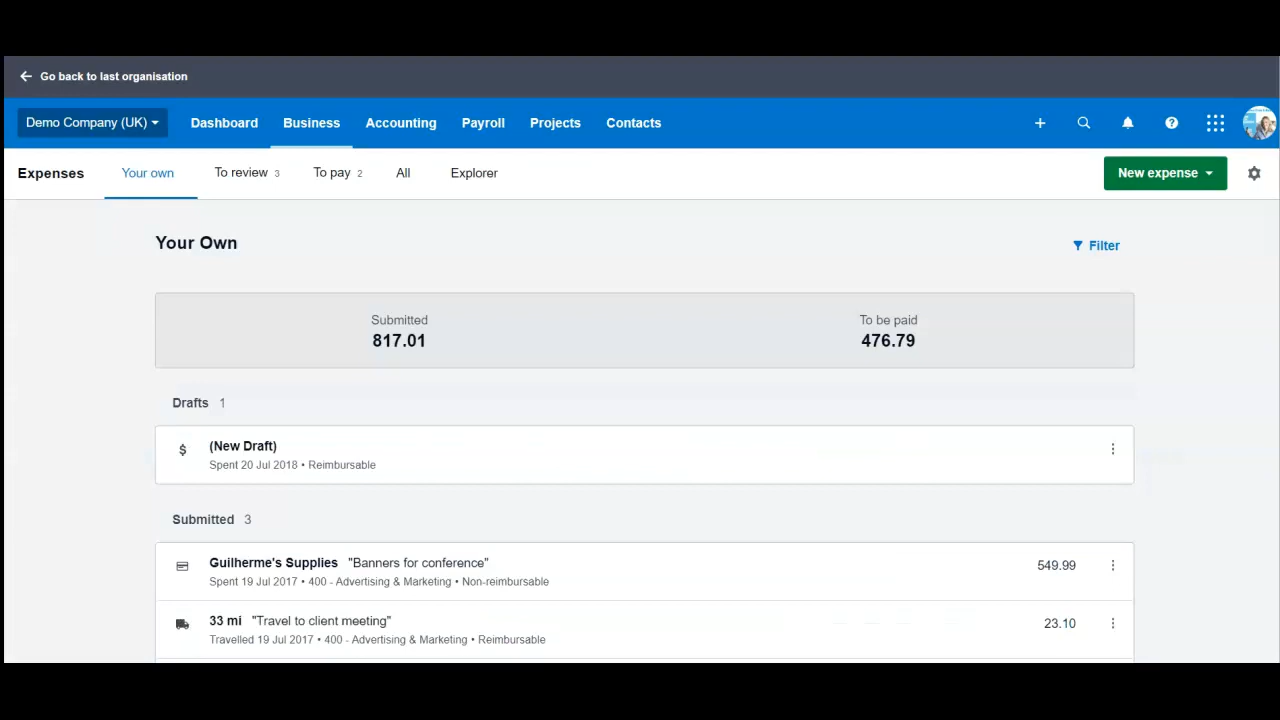 Go back to last organisation
Demo Company (UK) Dashboard Business Accounting Payroll Projects Contacts
Expenses Your own To review 3 To pay 2 All Explorer New expense
Your Own Filter
Submitted To be paid
817.01 476.79
Drafts 1
(New Draft)
Spent 20 Jul 2018 • Reimbursable
Submitted 3
Guilherme's Supplies "Banners for conference" 549.99
Spent 19 Jul 2017 • 400 - Advertising & Marketing • Non-reimbursable
33 mi "Travel to client meeting" 23.10
Travelled 19 Jul 2017 • 400 - Advertising & Marketing • Reimbursable